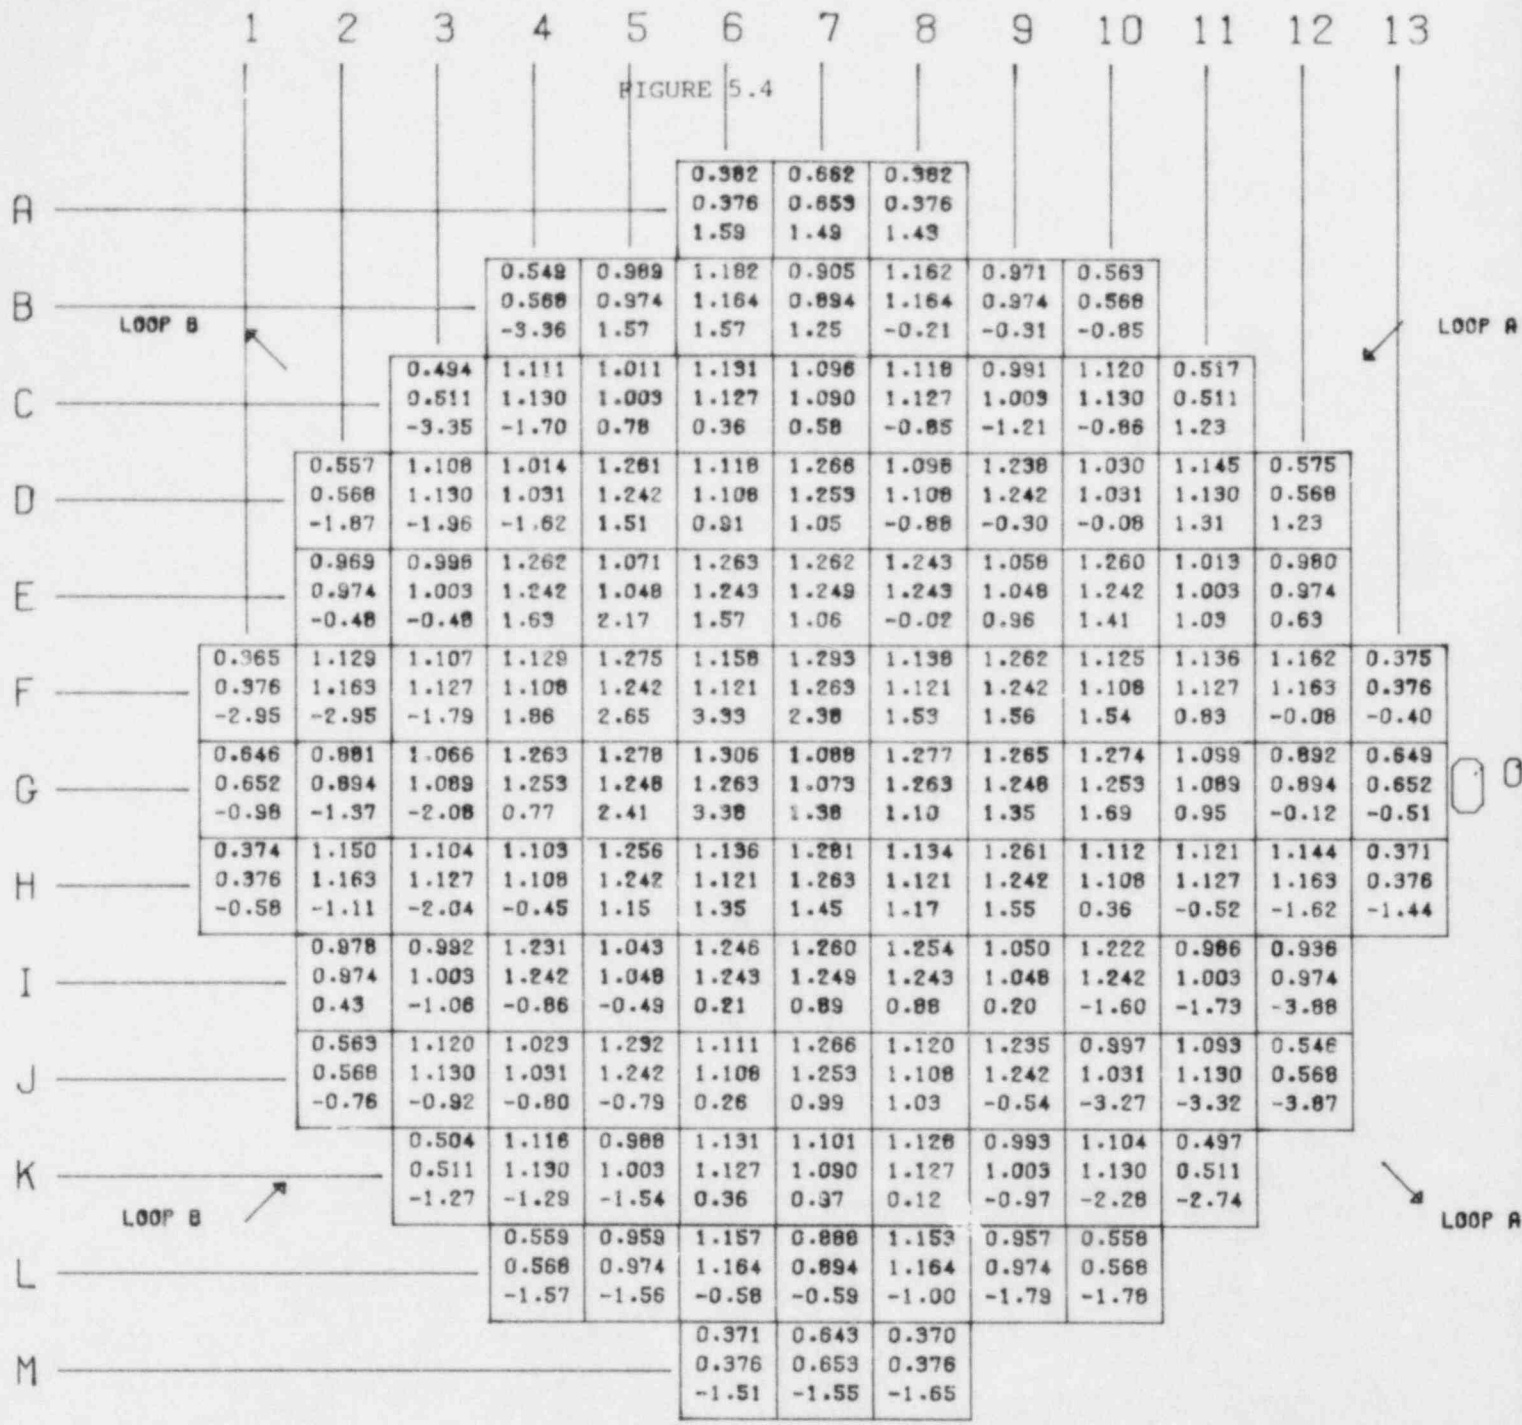 1 2 3 4 5 6 7 8 9 10 11 12 13
FIGURE 5.4
0.382 0.662 0.382
A 0.376 0.653 0.376
1.59 1.49 1.43
0.549 0.989 1.182 0.905 1.162 0.971 0.563
B 0.568 0.974 1.164 0.894 1.164 0.974 0.568
LOOP B -3.36 1.57 1.57 1.25 -0.21 -0.31 -0.85 LOOP A
0.494 1.111 1.011 1.131 1.096 1.118 0.991 1.120 0.517
C 0.511 1.130 1.003 1.127 1.090 1.127 1.003 1.130 0.511
-3.35 -1.70 0.78 0.36 0.58 -0.85 -1.21 -0.86 1.23
0.557 1.108 1.014 1.261 1.118 1.266 1.098 1.238 1.030 1.145 0.575
D 0.568 1.130 1.031 1.242 1.108 1.253 1.108 1.242 1.031 1.130 0.568
-1.87 -1.96 -1.62 1.51 0.91 1.05 -0.88 -0.30 -0.08 1.31 1.23
0.969 0.998 1.262 1.071 1.263 1.262 1.243 1.058 1.260 1.013 0.980
E 0.974 1.003 1.242 1.048 1.243 1.249 1.243 1.048 1.242 1.003 0.974
-0.48 -0.48 1.63 2.17 1.57 1.06 -0.02 0.96 1.41 1.03 0.63
0.365 1.129 1.107 1.129 1.275 1.158 1.293 1.138 1.262 1.125 1.136 1.162 0.375
F 0.376 1.163 1.127 1.108 1.242 1.121 1.263 1.121 1.242 1.108 1.127 1.163 0.376
-2.95 -2.95 -1.79 1.86 2.65 3.33 2.38 1.53 1.56 1.54 0.83 -0.08 -0.40
0.646 0.881 1.066 1.263 1.278 1.306 1.088 1.277 1.265 1.274 1.099 0.892 0.649
G 0.652 0.894 1.089 1.253 1.248 1.263 1.073 1.263 1.248 1.253 1.089 0.894 0.652
-0.98 -1.37 -2.08 0.77 2.41 3.38 1.38 1.10 1.35 1.69 0.95 -0.12 -0.51
0.374 1.150 1.104 1.103 1.256 1.136 1.281 1.134 1.261 1.112 1.121 1.144 0.371
H 0.376 1.163 1.127 1.108 1.242 1.121 1.263 1.121 1.242 1.108 1.127 1.163 0.376
-0.58 -1.11 -2.04 -0.45 1.15 1.35 1.45 1.17 1.55 0.36 -0.52 -1.62 -1.44
0.978 0.992 1.231 1.043 1.246 1.260 1.254 1.050 1.222 0.986 0.936
I 0.974 1.003 1.242 1.048 1.243 1.249 1.243 1.048 1.242 1.003 0.974
0.43 -1.06 -0.86 -0.49 0.21 0.89 0.88 0.20 -1.60 -1.73 -3.88
0.563 1.120 1.023 1.232 1.111 1.266 1.120 1.235 0.997 1.093 0.546
J 0.568 1.130 1.031 1.242 1.108 1.253 1.108 1.242 1.031 1.130 0.568
-0.76 -0.92 -0.80 -0.79 0.26 0.99 1.03 -0.54 -3.27 -3.32 -3.87
0.504 1.116 0.988 1.131 1.101 1.128 0.993 1.104 0.497
K 0.511 1.130 1.003 1.127 1.090 1.127 1.003 1.130 0.511
-1.27 -1.29 -1.54 0.36 0.97 0.12 -0.97 -2.28 -2.74
LOOP B LOOP A
0.559 0.959 1.157 0.888 1.153 0.957 0.558
L 0.568 0.974 1.164 0.894 1.164 0.974 0.568
-1.57 -1.56 -0.58 -0.59 -1.00 -1.79 -1.78
0.371 0.643 0.370
M 0.376 0.653 0.376
-1.51 -1.55 -1.65